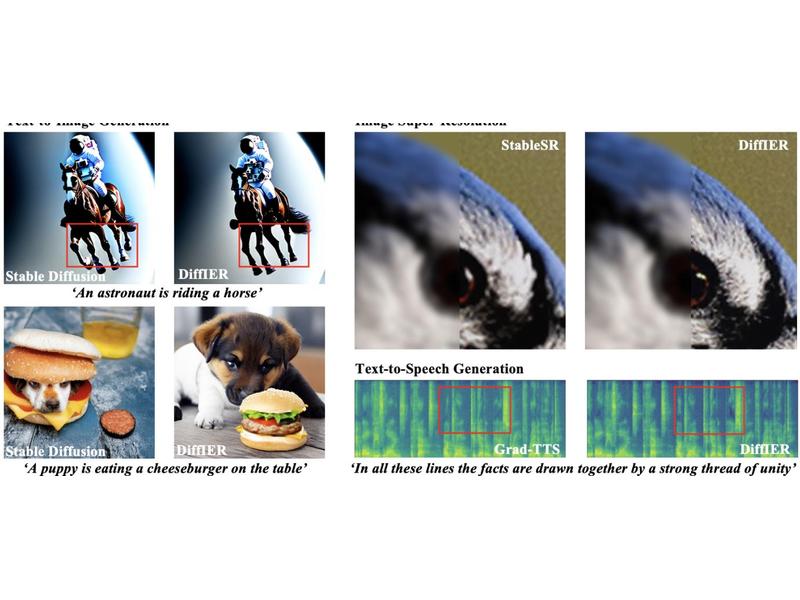 Text-to-Image Generation
Stable Diffusion
DiffIER
‘An astronaut is riding a horse’
Stable Diffusion
DiffIER
‘A puppy is eating a cheeseburger on the table’
Image Super-Resolution
StableSR
DiffIER
Text-to-Speech Generation
Grad-TTS
DiffIER
‘In all these lines the facts are drawn together by a strong thread of unity’